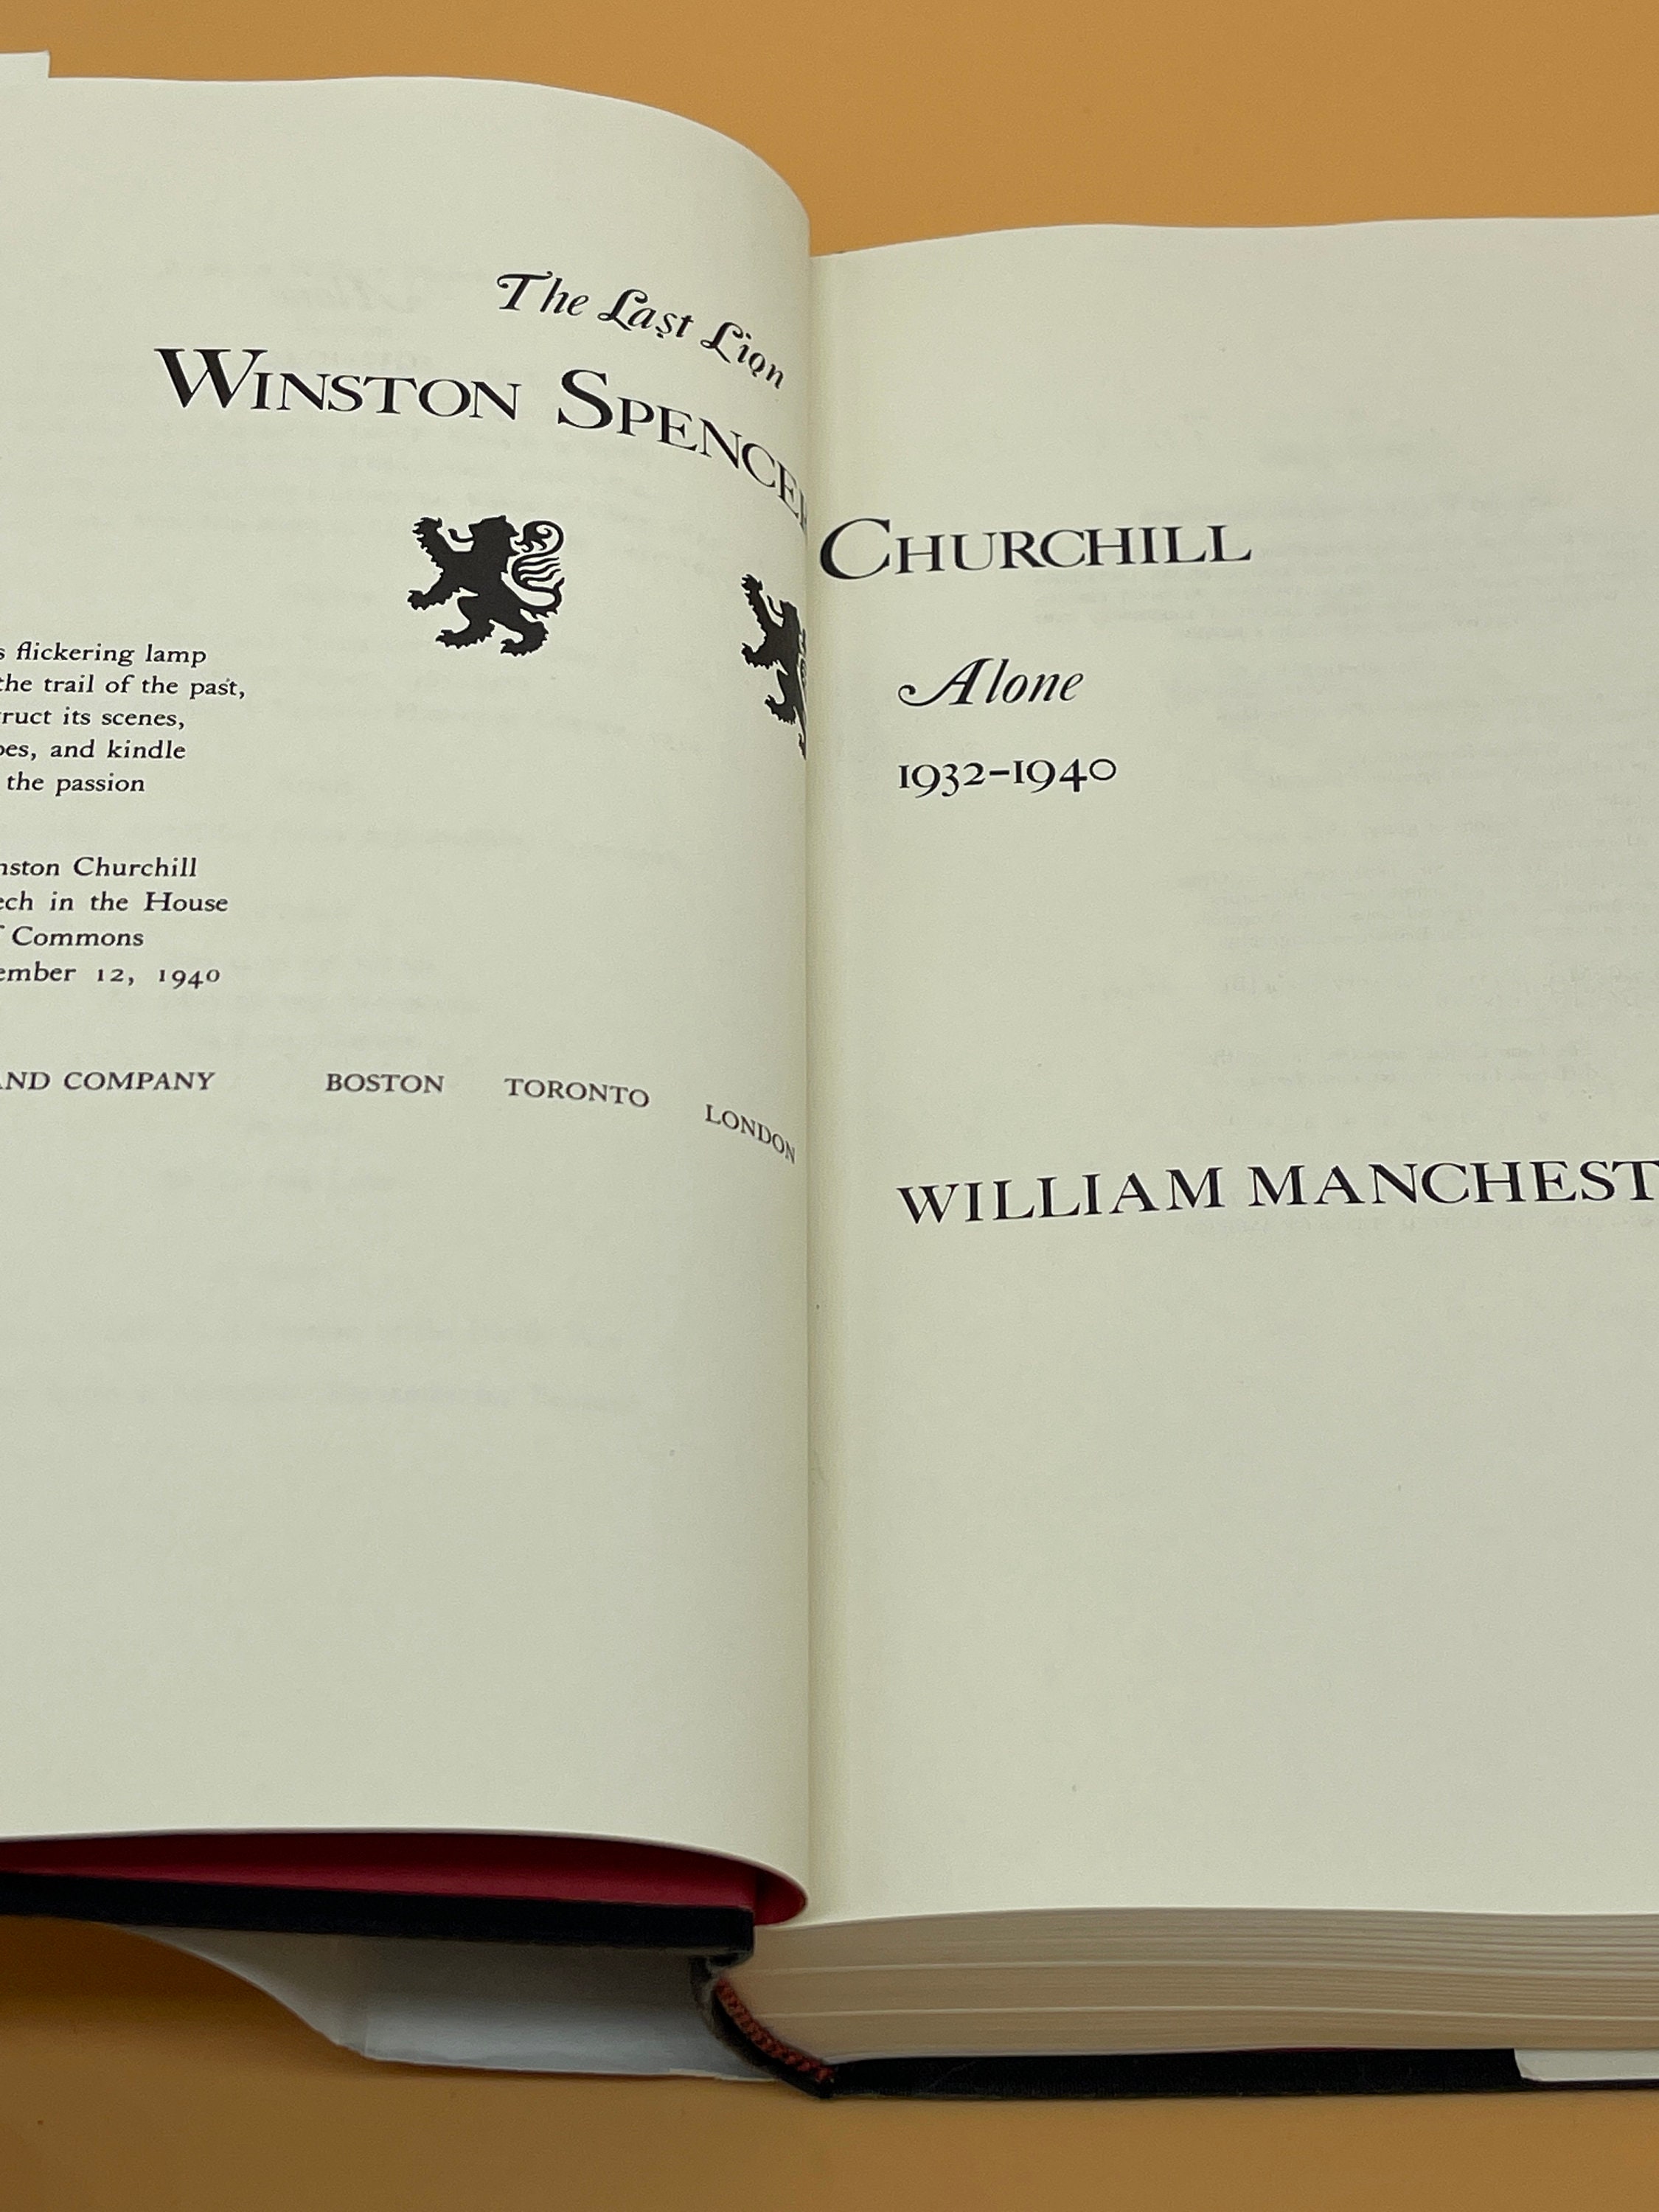 The Last Lion
WINSTON SPENCER CHURCHILL
flickering lamp
the trail of the past,
ruct its scenes,
oes, and kindle
the passion
nston Churchill
ech in the House
Commons
ember 12, 1940
AND COMPANY BOSTON TORONTO LONDON
Alone
1932–1940
WILLIAM MANCHEST